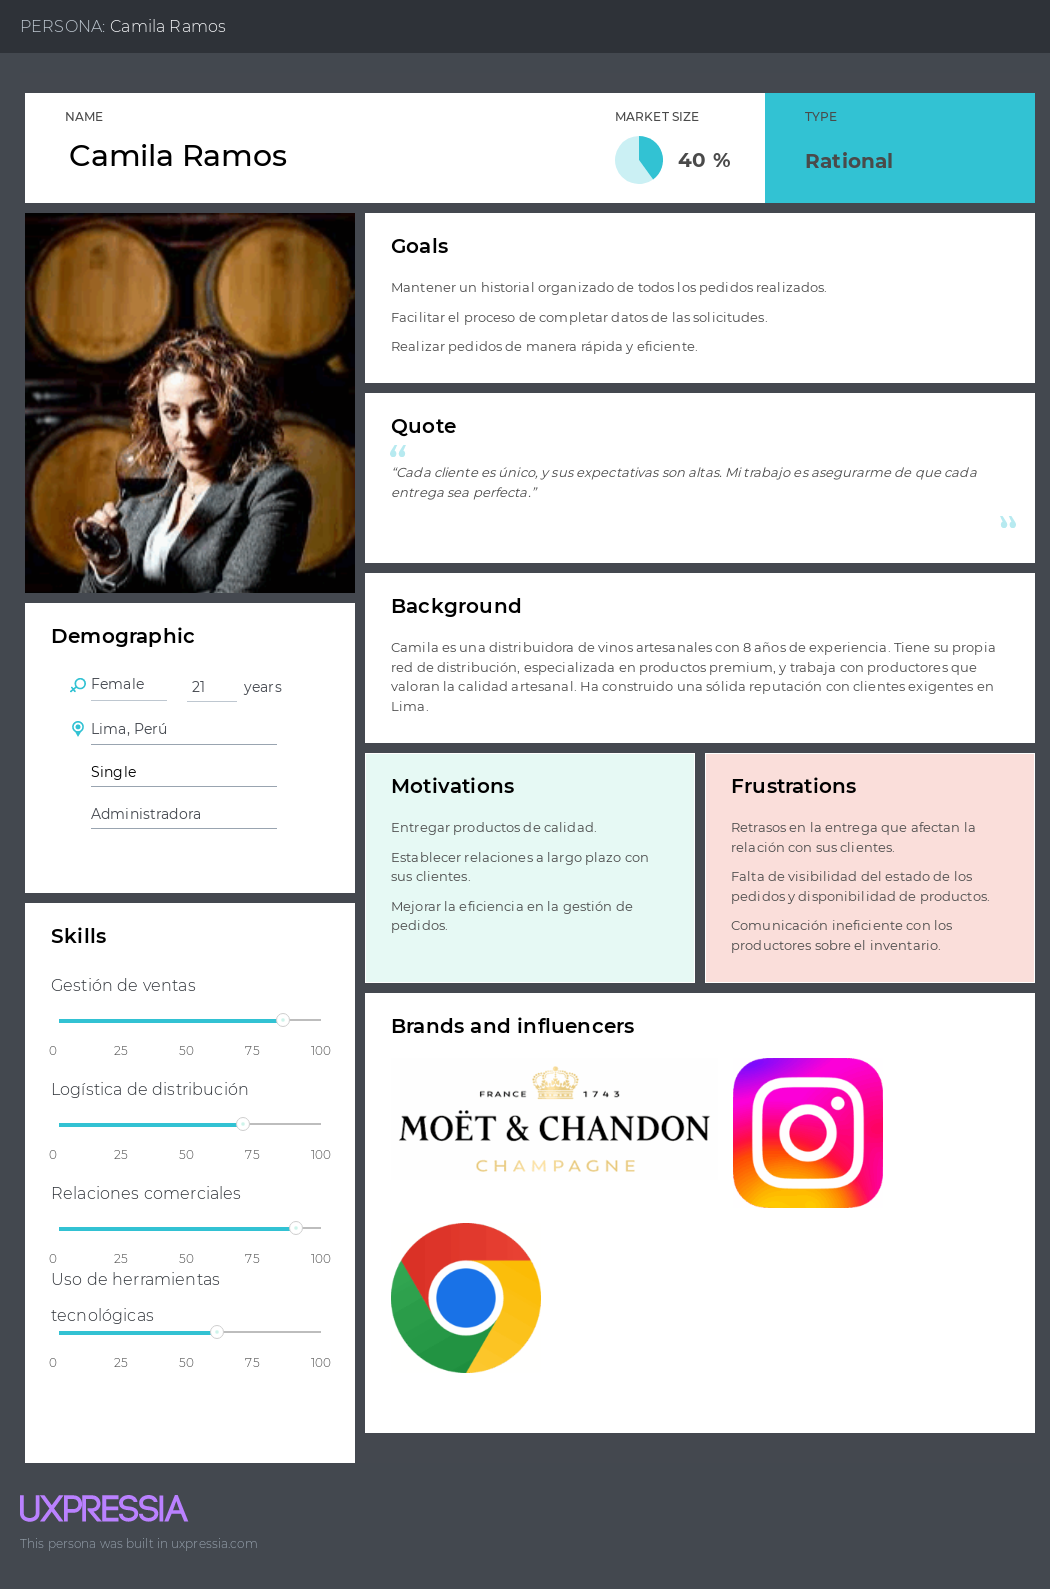 PERSONA: Camila Ramos
NAME
Camila Ramos
MARKET SIZE
40 %
TYPE
Rational
Goals
Mantener un historial organizado de todos los pedidos realizados.
Facilitar el proceso de completar datos de las solicitudes.
Realizar pedidos de manera rápida y eficiente.
Quote
“
“Cada cliente es único, y sus expectativas son altas. Mi trabajo es asegurarme de que cada
entrega sea perfecta.”
”
Background
Camila es una distribuidora de vinos artesanales con 8 años de experiencia. Tiene su propia
red de distribución, especializada en productos premium, y trabaja con productores que
valoran la calidad artesanal. Ha construido una sólida reputación con clientes exigentes en
Lima.
Demographic
Female 21 years
Lima, Perú
Single
Administradora
Motivations
Entregar productos de calidad.
Establecer relaciones a largo plazo con
sus clientes.
Mejorar la eficiencia en la gestión de
pedidos.
Frustrations
Retrasos en la entrega que afectan la
relación con sus clientes.
Falta de visibilidad del estado de los
pedidos y disponibilidad de productos.
Comunicación ineficiente con los
productores sobre el inventario.
Skills
Gestión de ventas
0 25 50 75 100
Logística de distribución
0 25 50 75 100
Relaciones comerciales
0 25 50 75 100
Uso de herramientas
tecnológicas
0 25 50 75 100
Brands and influencers
FRANCE 1743
MOËT & CHANDON
CHAMPAGNE
UXPRESSIA
This persona was built in uxpressia.com